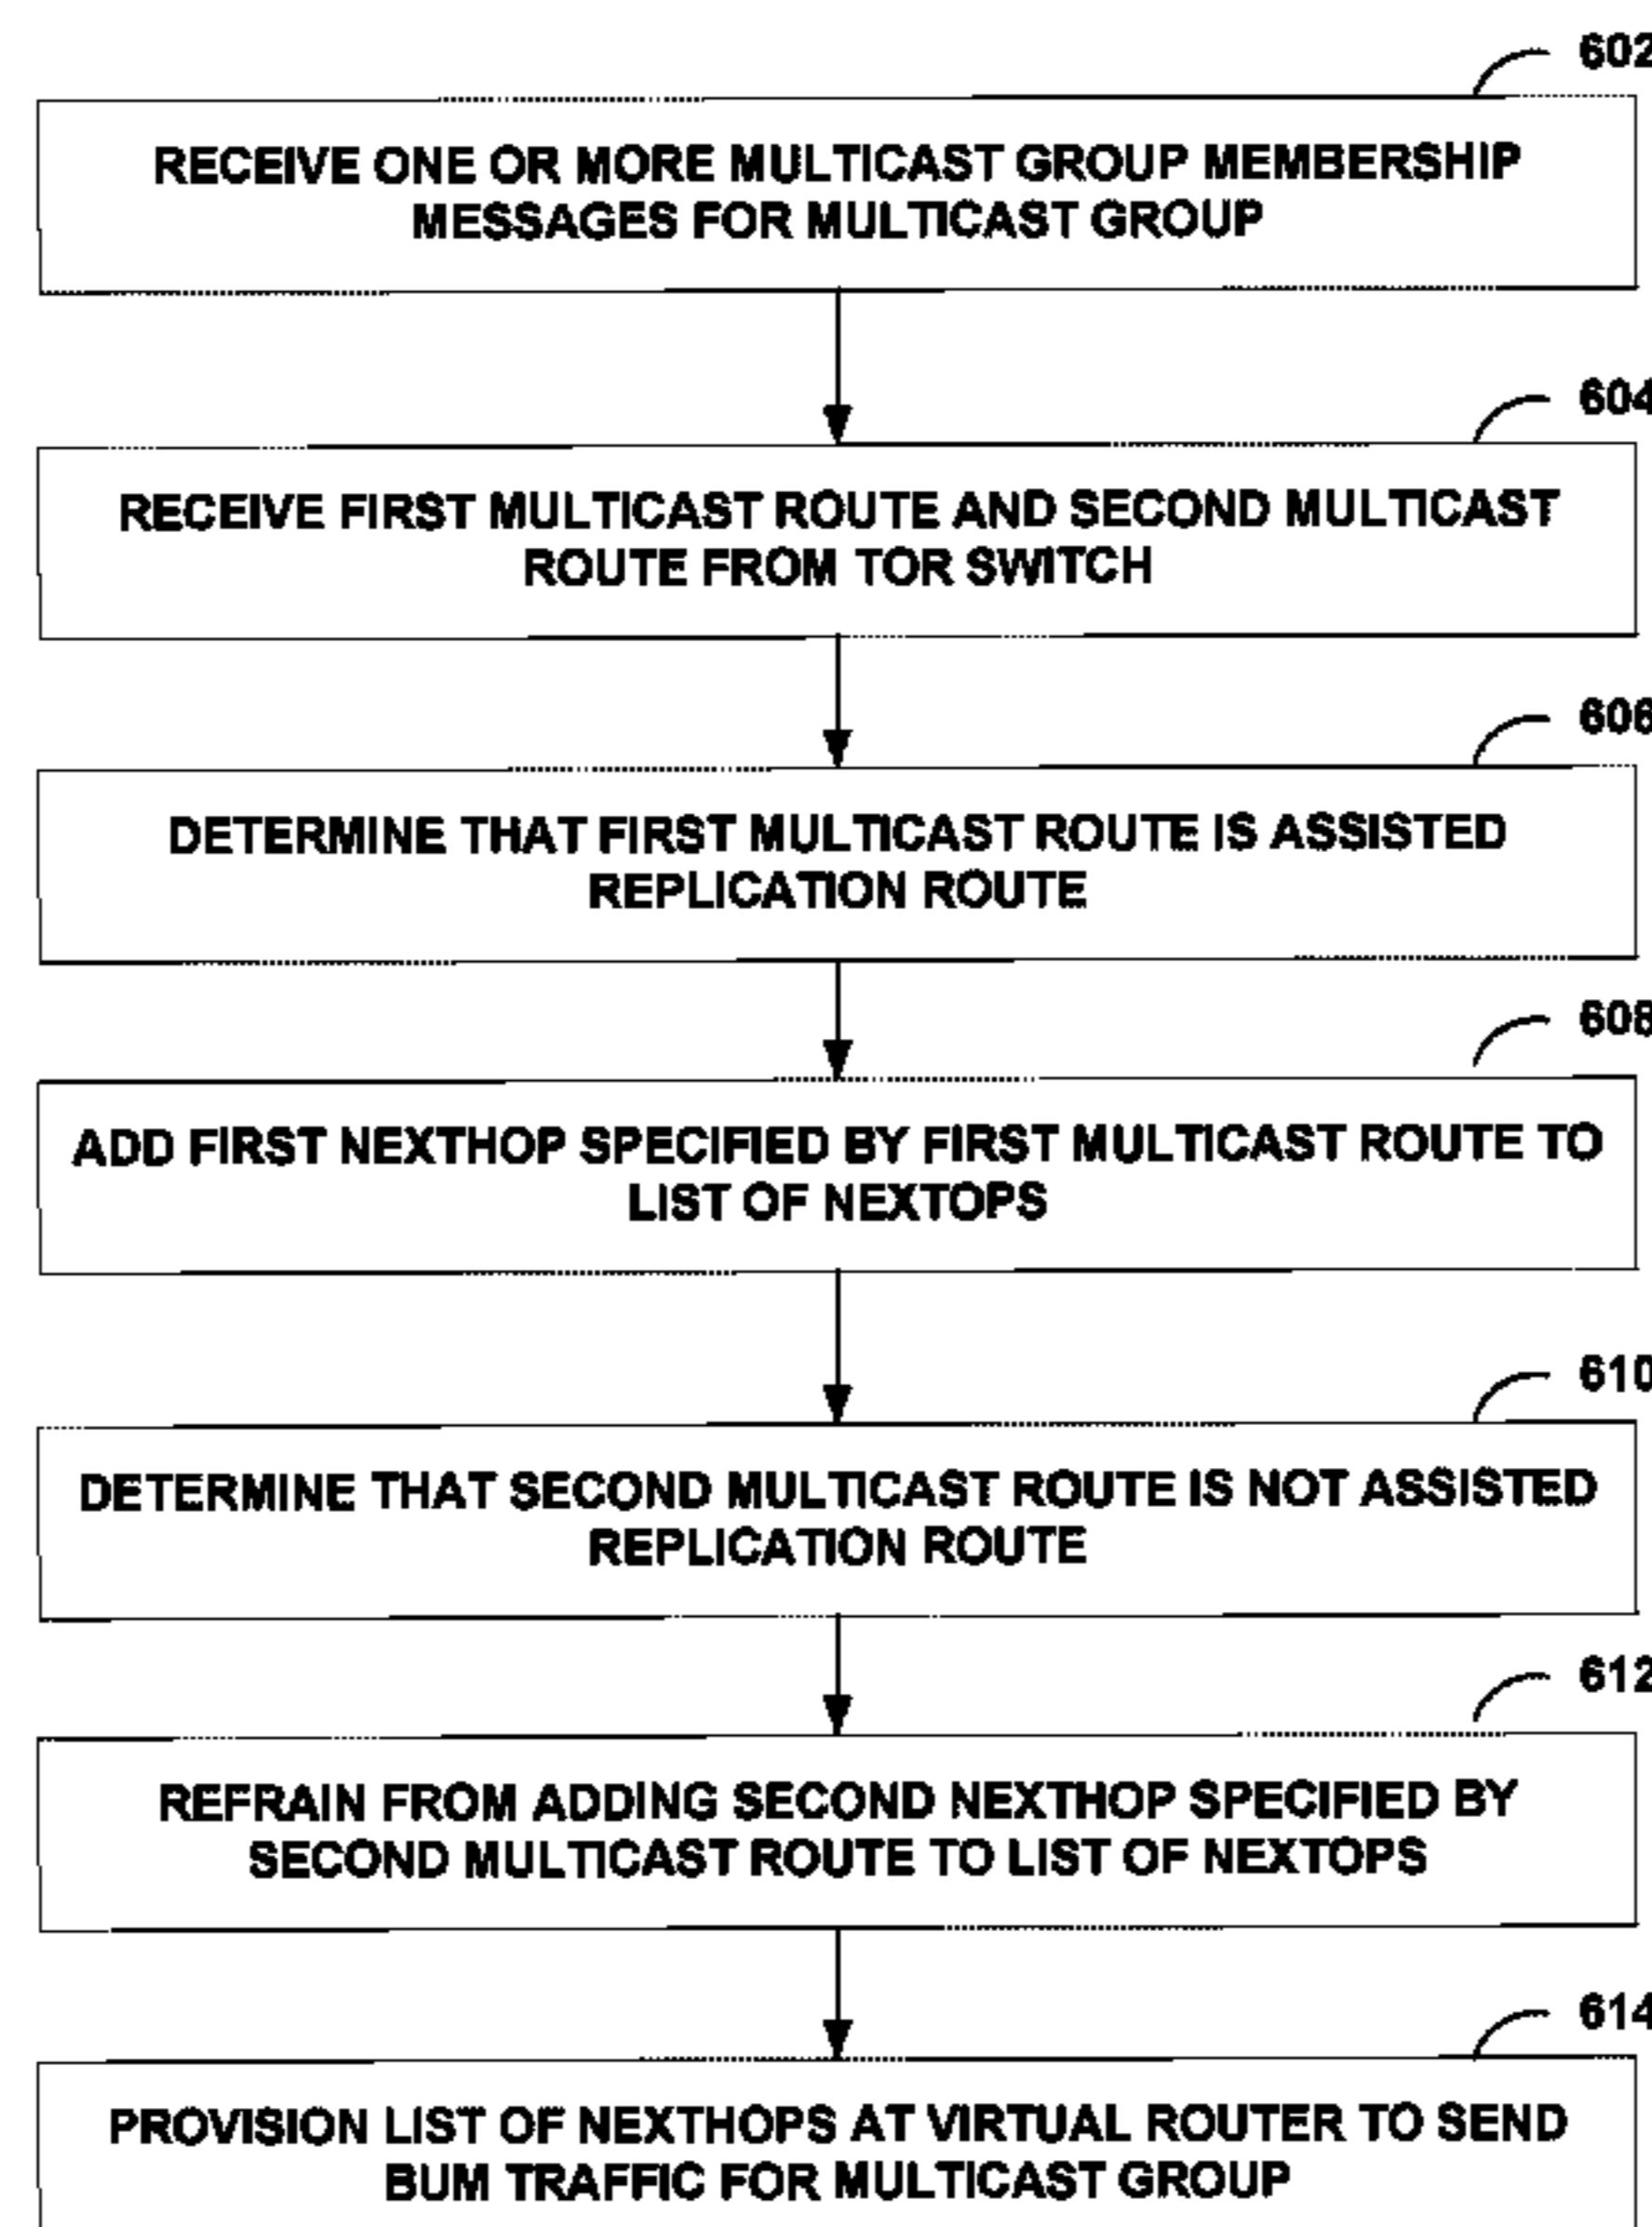 602
RECEIVE ONE OR MORE MULTICAST GROUP MEMBERSHIP
MESSAGES FOR MULTICAST GROUP
604
RECEIVE FIRST MULTICAST ROUTE AND SECOND MULTICAST
ROUTE FROM TOR SWITCH
606
DETERMINE THAT FIRST MULTICAST ROUTE IS ASSISTED
REPLICATION ROUTE
608
ADD FIRST NEXTHOP SPECIFIED BY FIRST MULTICAST ROUTE TO
LIST OF NEXTOPS
610
DETERMINE THAT SECOND MULTICAST ROUTE IS NOT ASSISTED
REPLICATION ROUTE
612
REFRAIN FROM ADDING SECOND NEXTHOP SPECIFIED BY
SECOND MULTICAST ROUTE TO LIST OF NEXTOPS
614
PROVISION LIST OF NEXTHOPS AT VIRTUAL ROUTER TO SEND
BUM TRAFFIC FOR MULTICAST GROUP